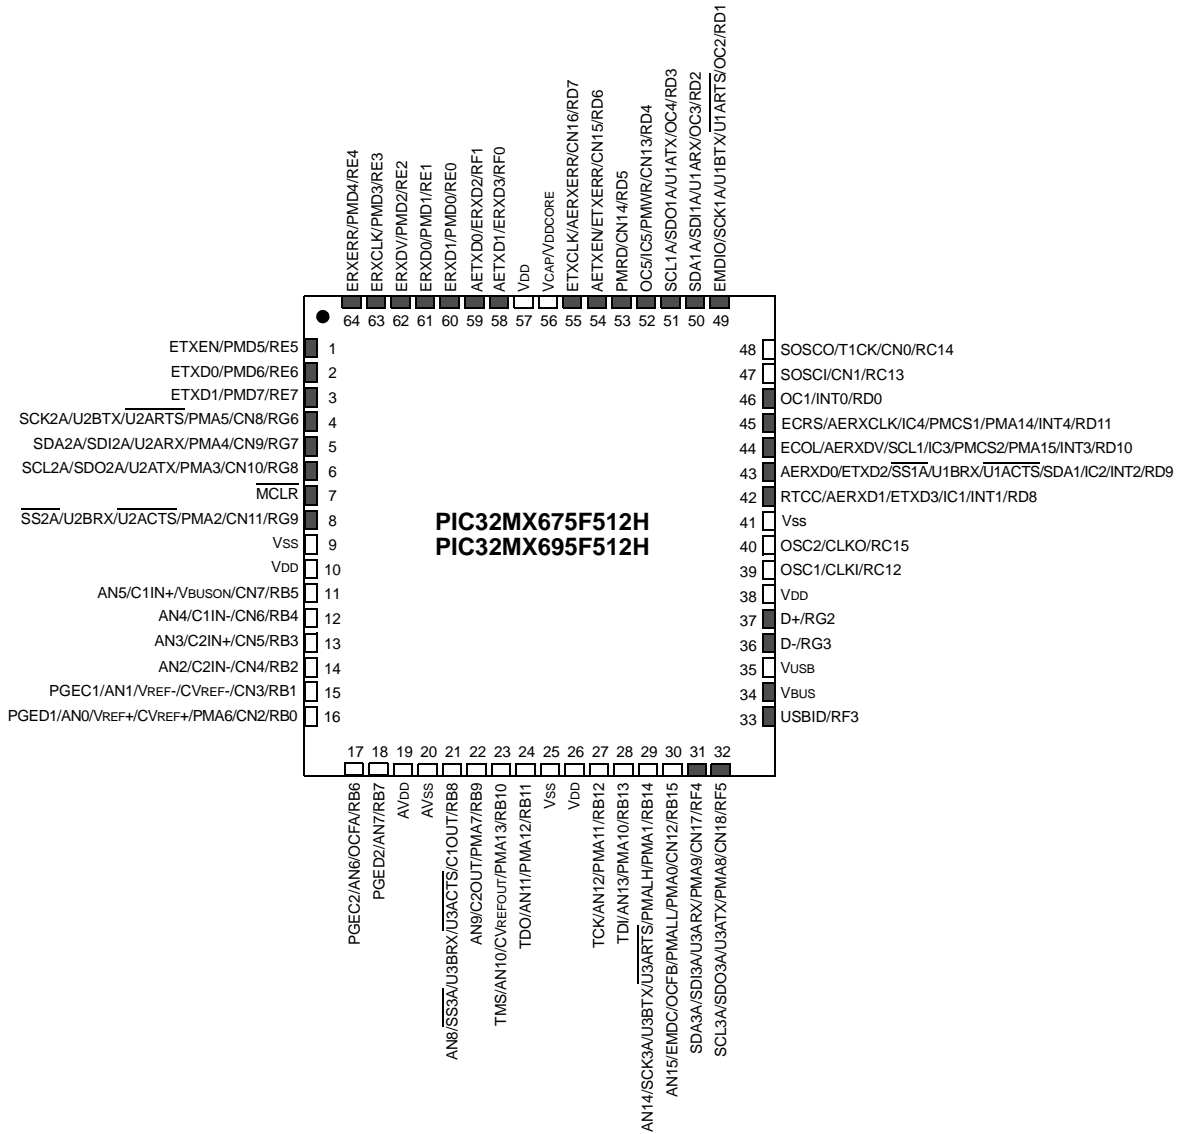 ERXERR/PMD4/RE4
ERXCLK/PMD3/RE3
ERXDV/PMD2/RE2
ERXD0/PMD1/RE1
ERXD1/PMD0/RE0
AETXD0/ERXD2/RF1
AETXD1/ERXD3/RF0
VDD
VCAP/VDDCORE
ETXCLK/AERXERR/CN16/RD7
AETXEN/ETXERR/CN15/RD6
PMRD/CN14/RD5
OC5/IC5/PMWR/CN13/RD4
SCL1A/SDO1A/U1ATX/OC4/RD3
SDA1A/SDI1A/U1ARX/OC3/RD2
EMDIO/SCK1A/U1BTX/U1ARTS/OC2/RD1
64 63 62 61 60 59 58 57 56 55 54 53 52 51 50 49
ETXEN/PMD5/RE5 1
ETXD0/PMD6/RE6 2
ETXD1/PMD7/RE7 3
SCK2A/U2BTX/U2ARTS/PMA5/CN8/RG6 4
SDA2A/SDI2A/U2ARX/PMA4/CN9/RG7 5
SCL2A/SDO2A/U2ATX/PMA3/CN10/RG8 6
MCLR 7
SS2A/U2BRX/U2ACTS/PMA2/CN11/RG9 8
VSS 9
VDD 10
AN5/C1IN+/VBUSON/CN7/RB5 11
AN4/C1IN-/CN6/RB4 12
AN3/C2IN+/CN5/RB3 13
AN2/C2IN-/CN4/RB2 14
PGEC1/AN1/VREF-/CVREF-/CN3/RB1 15
PGED1/AN0/VREF+/CVREF+/PMA6/CN2/RB0 16
PIC32MX675F512H
PIC32MX695F512H
48 SOSCO/T1CK/CN0/RC14
47 SOSCI/CN1/RC13
46 OC1/INT0/RD0
45 ECRS/AERXCLK/IC4/PMCS1/PMA14/INT4/RD11
44 ECOL/AERXDV/SCL1/IC3/PMCS2/PMA15/INT3/RD10
43 AERXD0/ETXD2/SS1A/U1BRX/U1ACTS/SDA1/IC2/INT2/RD9
42 RTCC/AERXD1/ETXD3/IC1/INT1/RD8
41 Vss
40 OSC2/CLKO/RC15
39 OSC1/CLKI/RC12
38 VDD
37 D+/RG2
36 D-/RG3
35 VUSB
34 VBUS
33 USBID/RF3
17 18 19 20 21 22 23 24 25 26 27 28 29 30 31 32
PGEC2/AN6/OCFA/RB6
PGED2/AN7/RB7
AVDD
AVSS
AN8/SS3A/U3BRX/U3ACTS/C1OUT/RB8
AN9/C2OUT/PMA7/RB9
TMS/AN10/CVREFOUT/PMA13/RB10
TDO/AN11/PMA12/RB11
VSS
VDD
TCK/AN12/PMA11/RB12
TDI/AN13/PMA10/RB13
AN14/SCK3A/U3BTX/U3ARTS/PMALH/PMA1/RB14
AN15/EMDC/OCFB/PMALL/PMA0/CN12/RB15
SDA3A/SDI3A/U3ARX/PMA9/CN17/RF4
SCL3A/SDO3A/U3ATX/PMA8/CN18/RF5